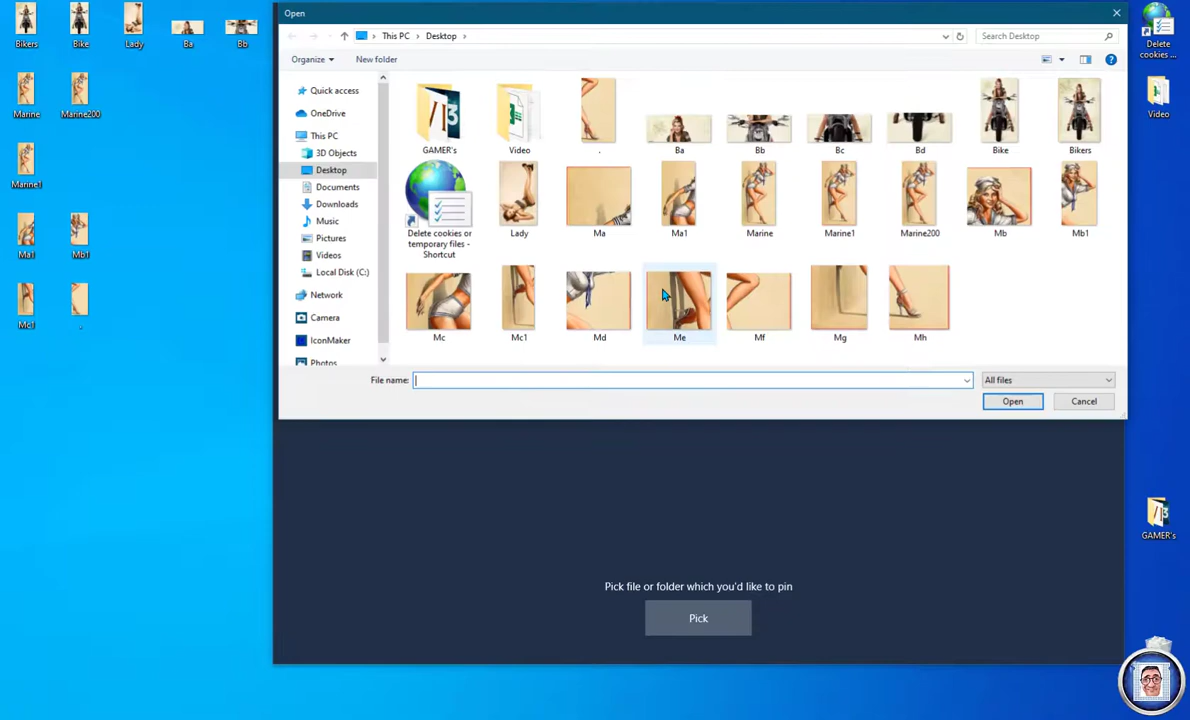 Open
This PC
Desktop
Search Desktop
Organize
New folder
Quick access
OneDrive
This PC
3D Objects
Desktop
Documents
Downloads
Music
Pictures
Videos
Local Disk (C:)
Network
Camera
IconMaker
Photos
GAMER's
Video
.
Ba
Bb
Bc
Bd
Bike
Bikers
Delete cookies or
temporary files -
Shortcut
Lady
Ma
Ma1
Marine
Marine1
Marine200
Mb
Mb1
Mc
Mc1
Md
Me
Mf
Mg
Mh
File name:
All files
Open
Cancel
Pick file or folder which you'd like to pin
Pick
Bikers
Bike
Lady
Ba
Bb
Marine
Marine200
Marine1
Ma1
Mb1
Mc1
.
Delete
cookies ...
Video
GAMER's